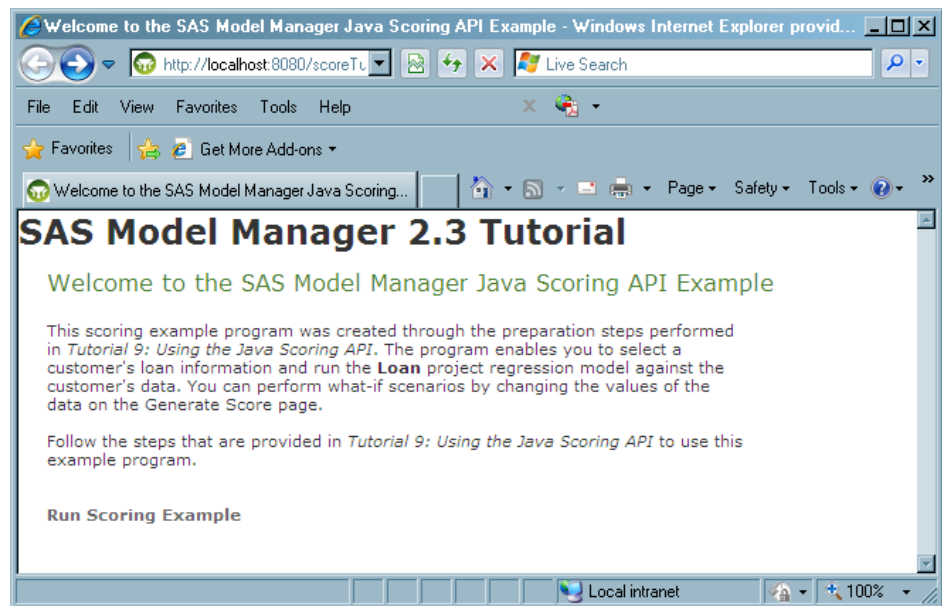 Welcome to the SAS Model Manager Java Scoring API Example - Windows Internet Explorer provid...
http://localhost:8080/scoreTu
Live Search
File Edit View Favorites Tools Help
Favorites Get More Add-ons
Welcome to the SAS Model Manager Java Scoring... Page Safety Tools »
SAS Model Manager 2.3 Tutorial
Welcome to the SAS Model Manager Java Scoring API Example
This scoring example program was created through the preparation steps performed
in Tutorial 9: Using the Java Scoring API. The program enables you to select a
customer's loan information and run the Loan project regression model against the
customer's data. You can perform what-if scenarios by changing the values of the
data on the Generate Score page.
Follow the steps that are provided in Tutorial 9: Using the Java Scoring API to use this
example program.
Run Scoring Example
Local intranet 100%